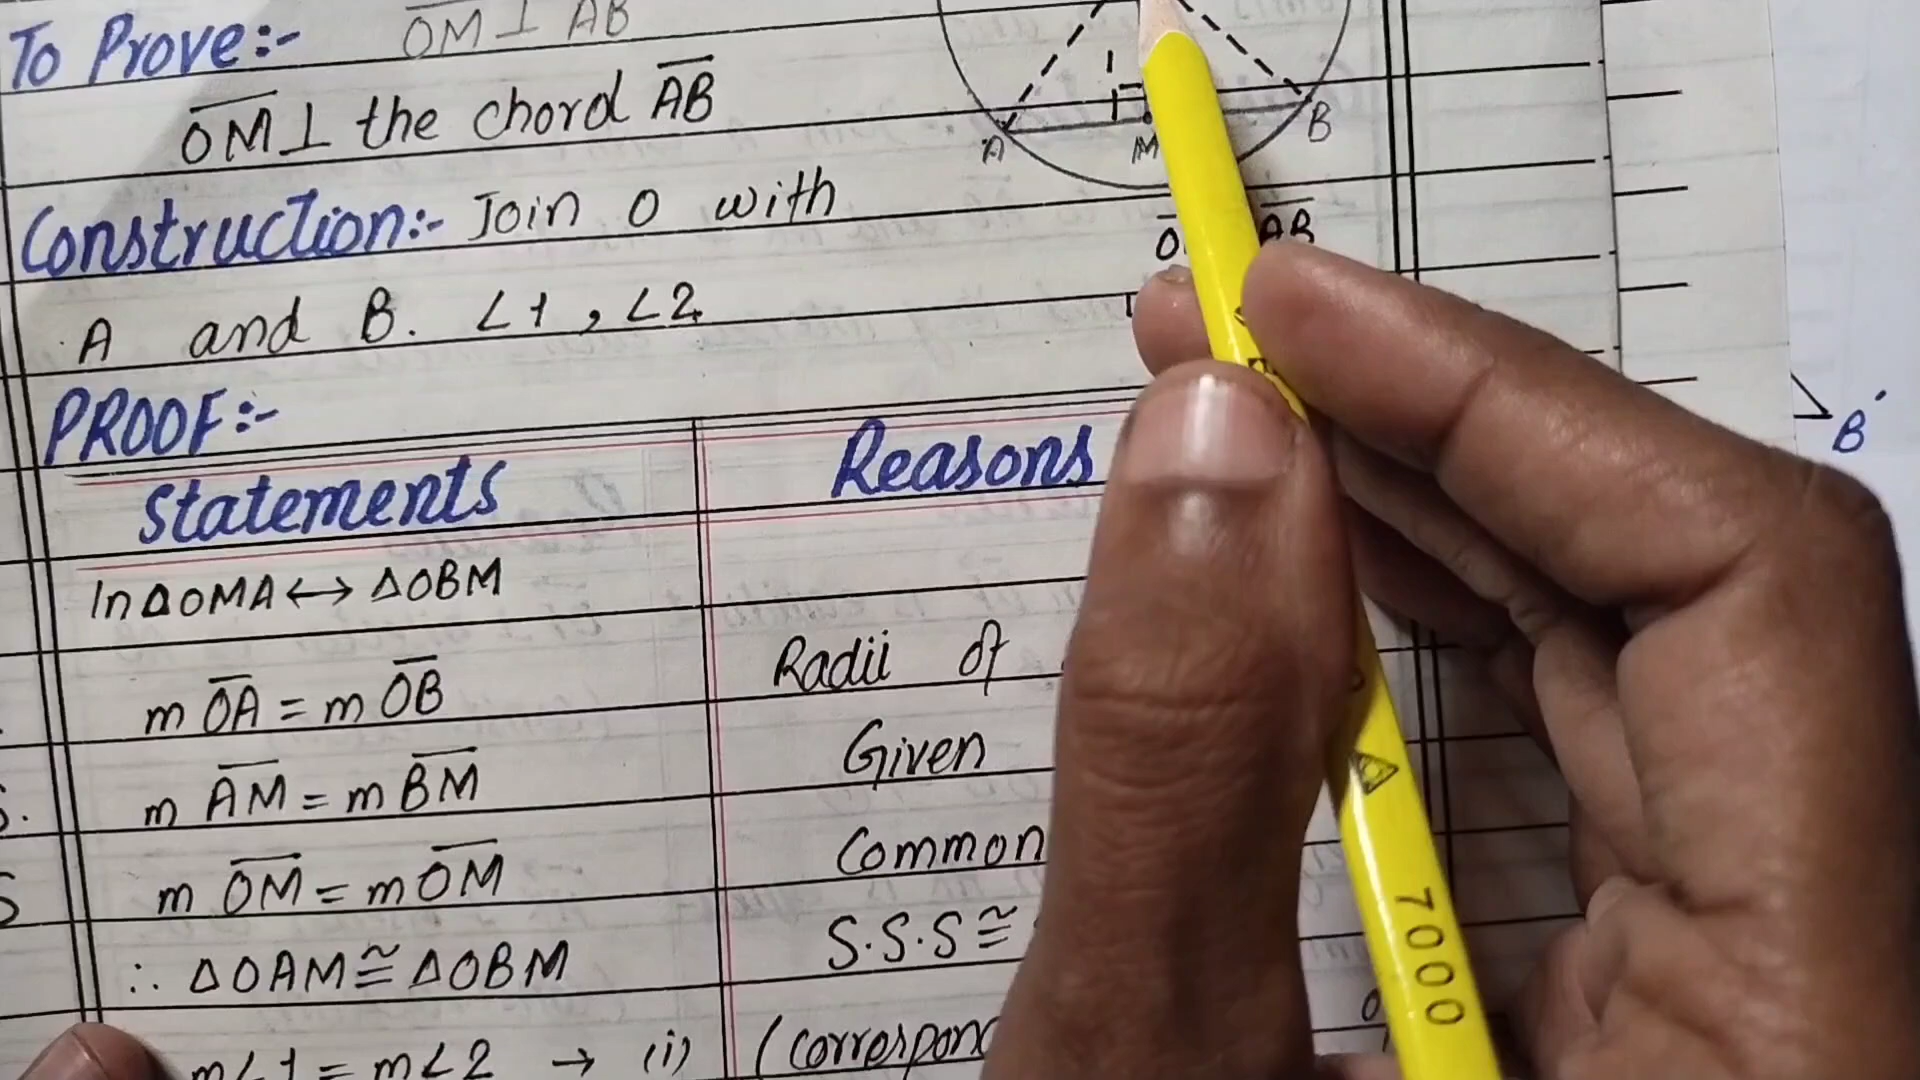 To Prove:- OM ⊥ AB
OM ⊥ the chord AB
A M B
Construction:- Join O with
AB
A and B. ∠1, ∠2
PROOF:-
B'
Statements Reasons
In ΔOMA ↔ ΔOBM
m OA = m OB Radii of
m AM = m BM Given
S.
m OM = m OM Common
S
∴ ΔOAM ≅ ΔOBM S.S.S ≅
m∠1 = m∠2 → (i)
7000